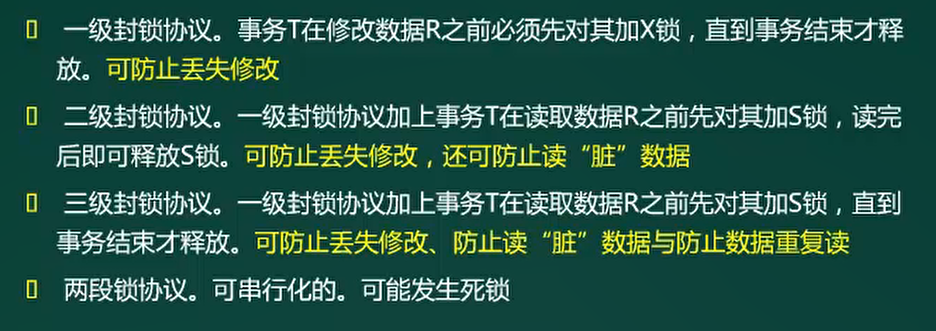 一级封锁协议。事务T在修改数据R之前必须先对其加X锁，直到事务结束才释
放。可防止丢失修改
二级封锁协议。一级封锁协议加上事务T在读取数据R之前先对其加S锁，读完
后即可释放S锁。可防止丢失修改，还可防止读“脏”数据
三级封锁协议。一级封锁协议加上事务T在读取数据R之前先对其加S锁，直到
事务结束才释放。可防止丢失修改、防止读“脏”数据与防止数据重复读
两段锁协议。可串行化的。可能发生死锁